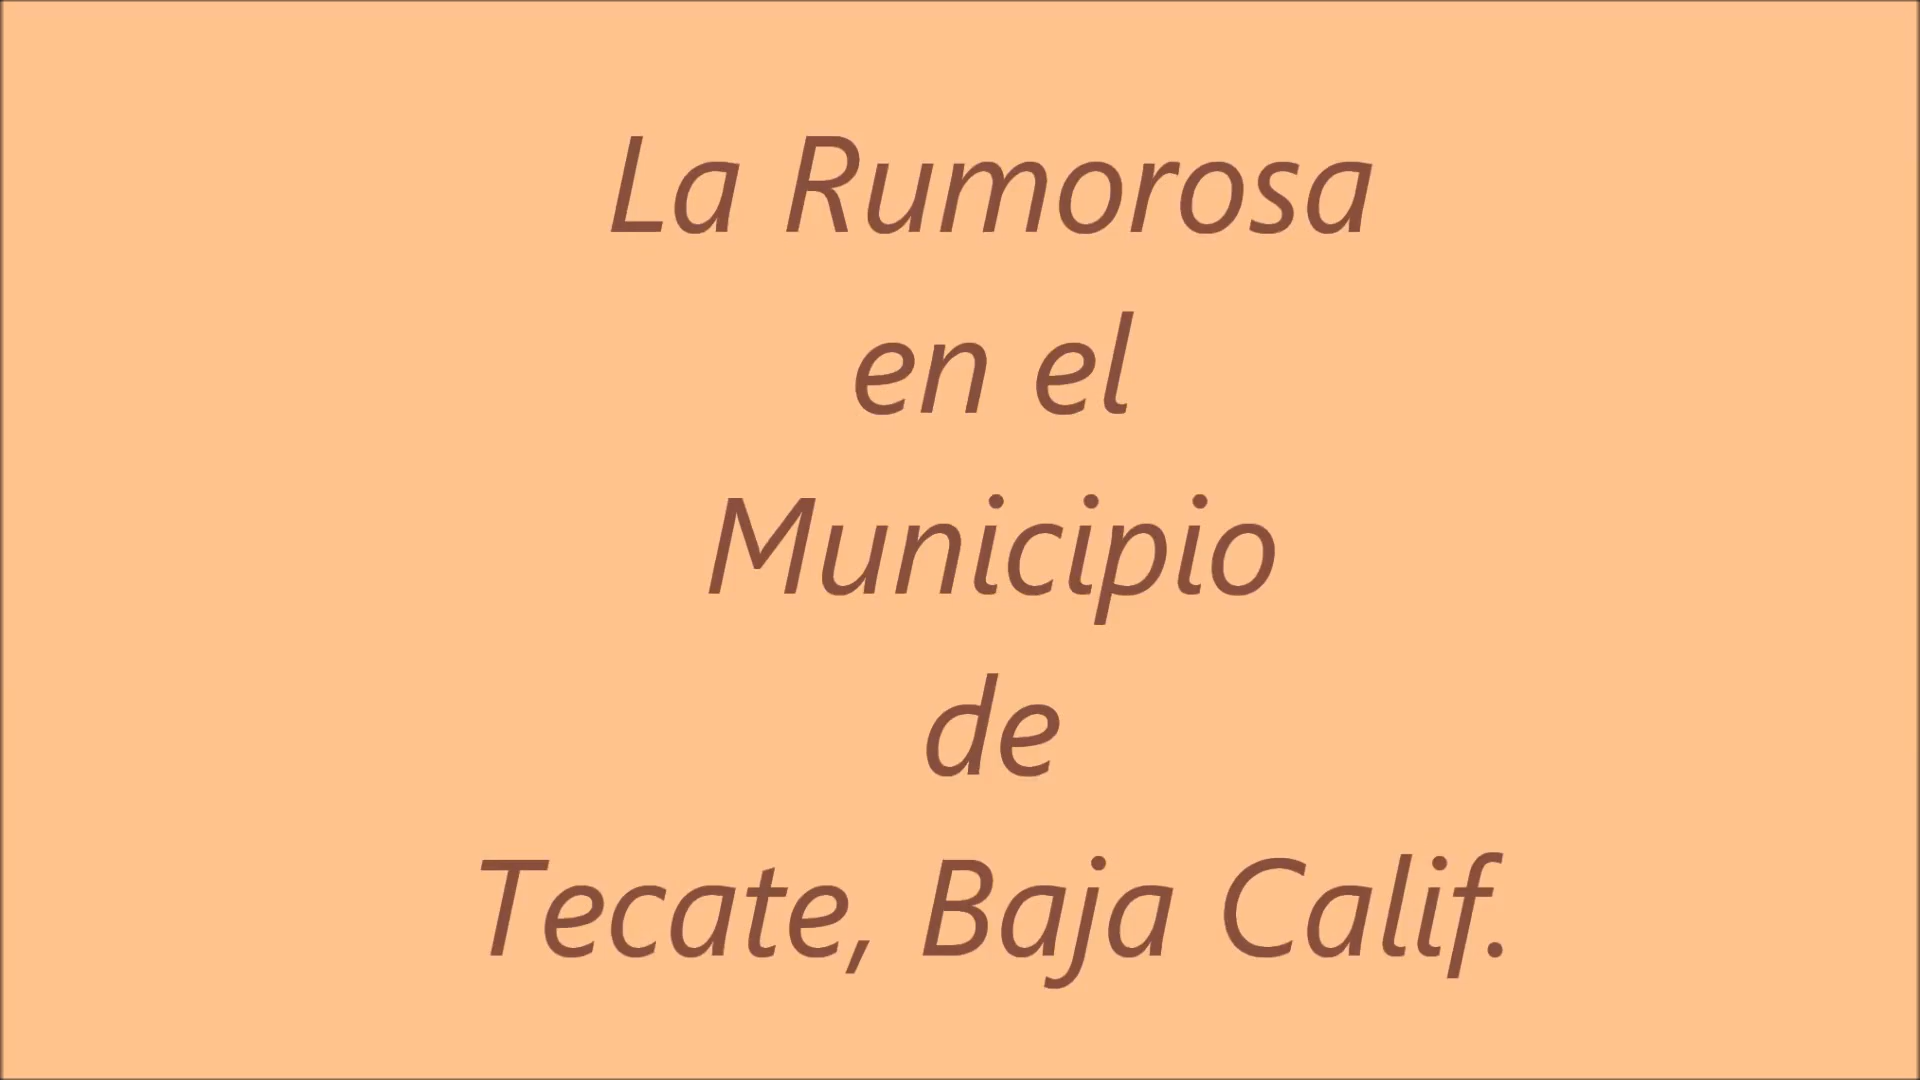 La Rumorosa
en el
Municipio
de
Tecate, Baja Calif.